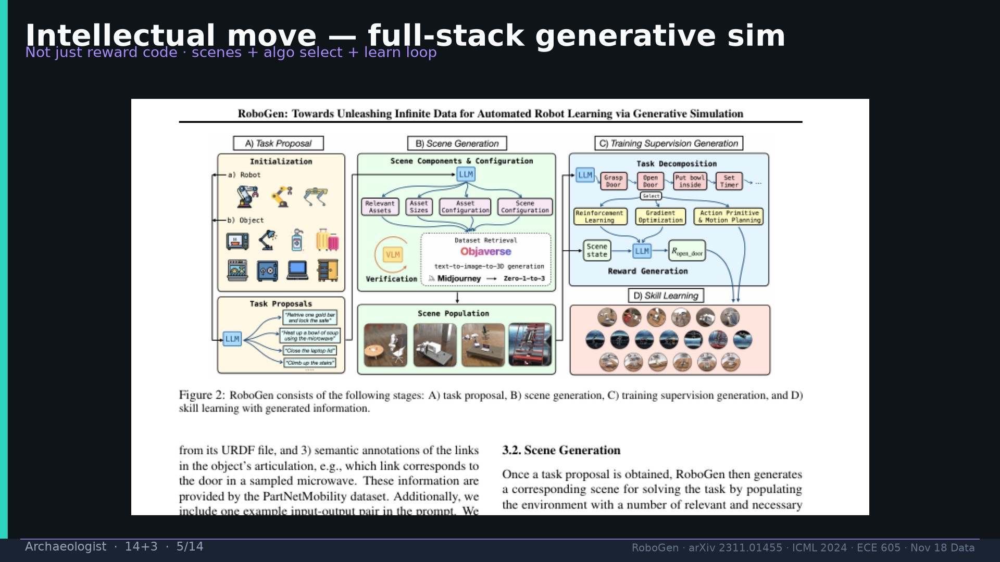 Intellectual move — full-stack generative sim
Not just reward code · scenes + algo select + learn loop
RoboGen: Towards Unleashing Infinite Data for Automated Robot Learning via Generative Simulation
A) Task Proposal
Initialization
a) Robot
b) Object
Task Proposals
LLM
"Retrive one gold bar
and lock the safe"
"Heat up a bowl of soup
using the microwave"
"Close the laptop lid"
"Climb up the stairs"
....
B) Scene Generation
Scene Components & Configuration
LLM
Relevant
Assets
Asset
Sizes
Asset
Configuration
Scene
Configuration
VLM
Verification
Dataset Retrieval
Objaverse
text-to-image-to-3D generation
Midjourney → Zero-1-to-3
Scene Population
C) Training Supervision Generation
Task Decomposition
LLM
Grasp
Door
Open
Door
Put bowl
inside
Set
Timer
...
Select
Reinforcement
Learning
Gradient
Optimization
Action Primitive
& Motion Planning
Scene
state
LLM
R_open_door
Reward Generation
D) Skill Learning
Figure 2: RoboGen consists of the following stages: A) task proposal, B) scene generation, C) training supervision generation, and D)
skill learning with generated information.
from its URDF file, and 3) semantic annotations of the links
in the object's articulation, e.g., which link corresponds to
the door in a sampled microwave. These information are
provided by the PartNetMobility dataset. Additionally, we
include one example input-output pair in the prompt. We
3.2. Scene Generation
Once a task proposal is obtained, RoboGen then generates
a corresponding scene for solving the task by populating
the environment with a number of relevant and necessary
Archaeologist · 14+3 · 5/14
RoboGen · arXiv 2311.01455 · ICML 2024 · ECE 605 · Nov 18 Data